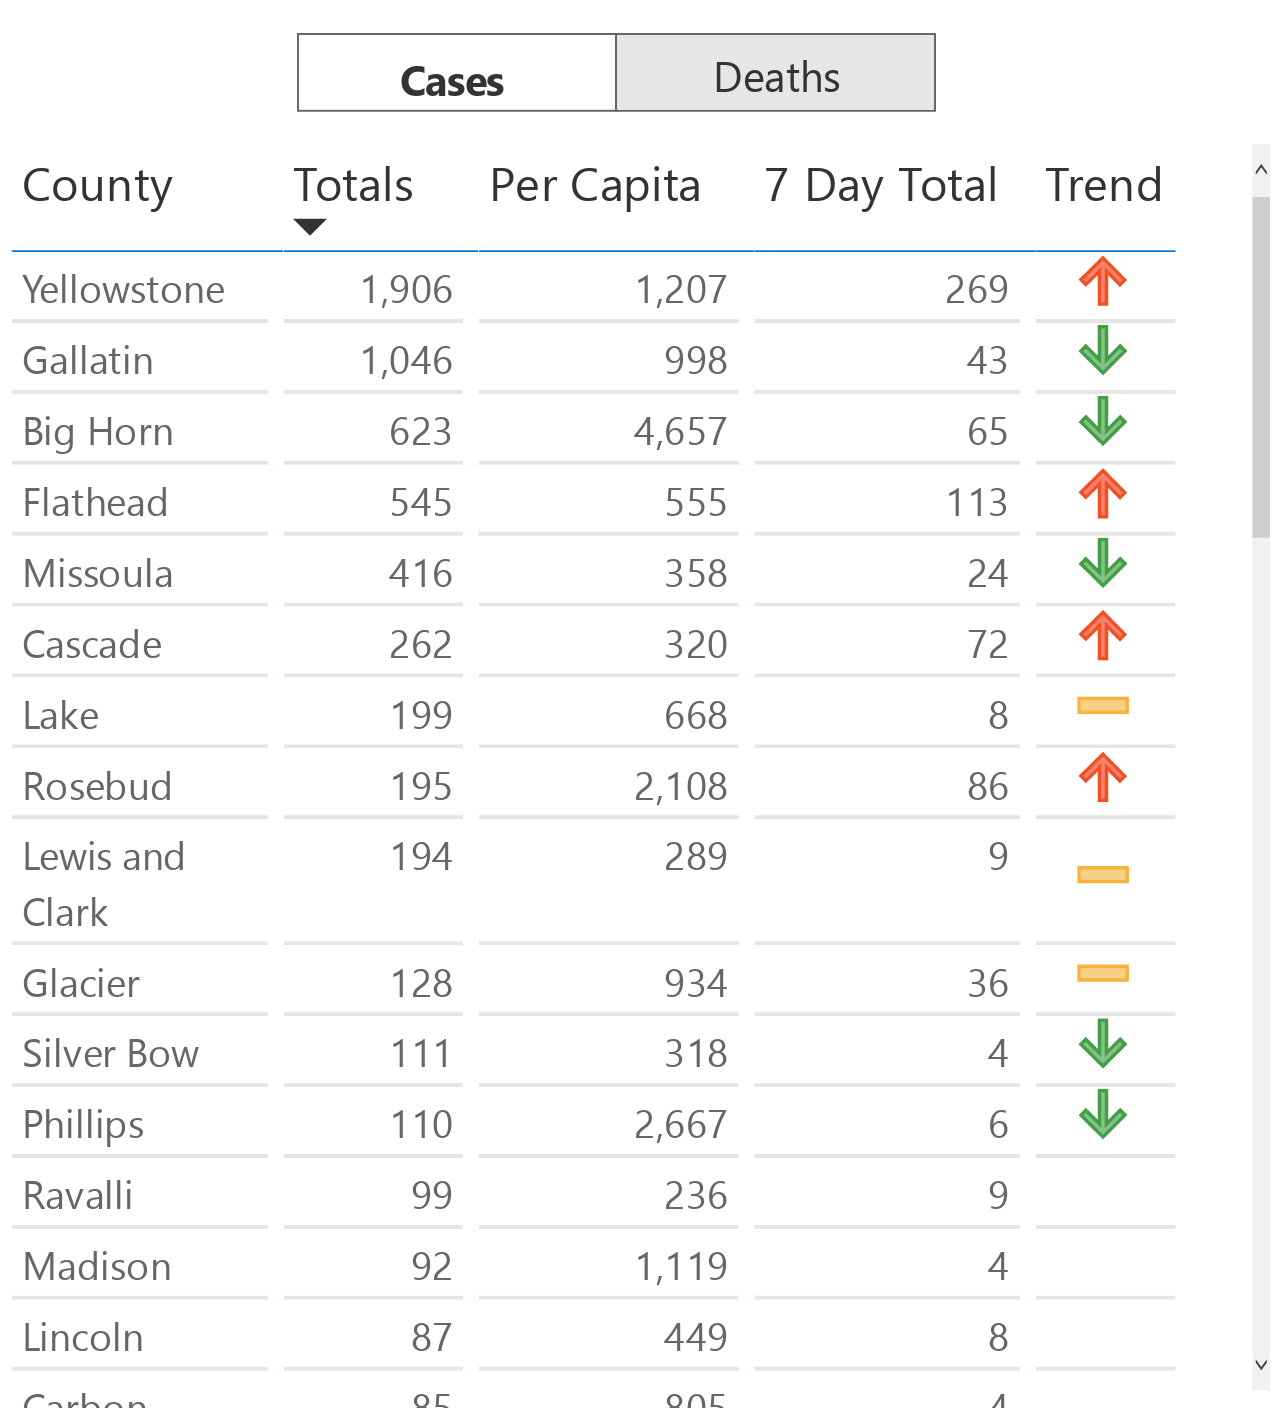 Cases Deaths
County Totals Per Capita 7 Day Total Trend
Yellowstone 1,906 1,207 269
Gallatin 1,046 998 43
Big Horn 623 4,657 65
Flathead 545 555 113
Missoula 416 358 24
Cascade 262 320 72
Lake 199 668 8
Rosebud 195 2,108 86
Lewis and 194 289 9
Clark
Glacier 128 934 36
Silver Bow 111 318 4
Phillips 110 2,667 6
Ravalli 99 236 9
Madison 92 1,119 4
Lincoln 87 449 8
Carbon 85 805 4